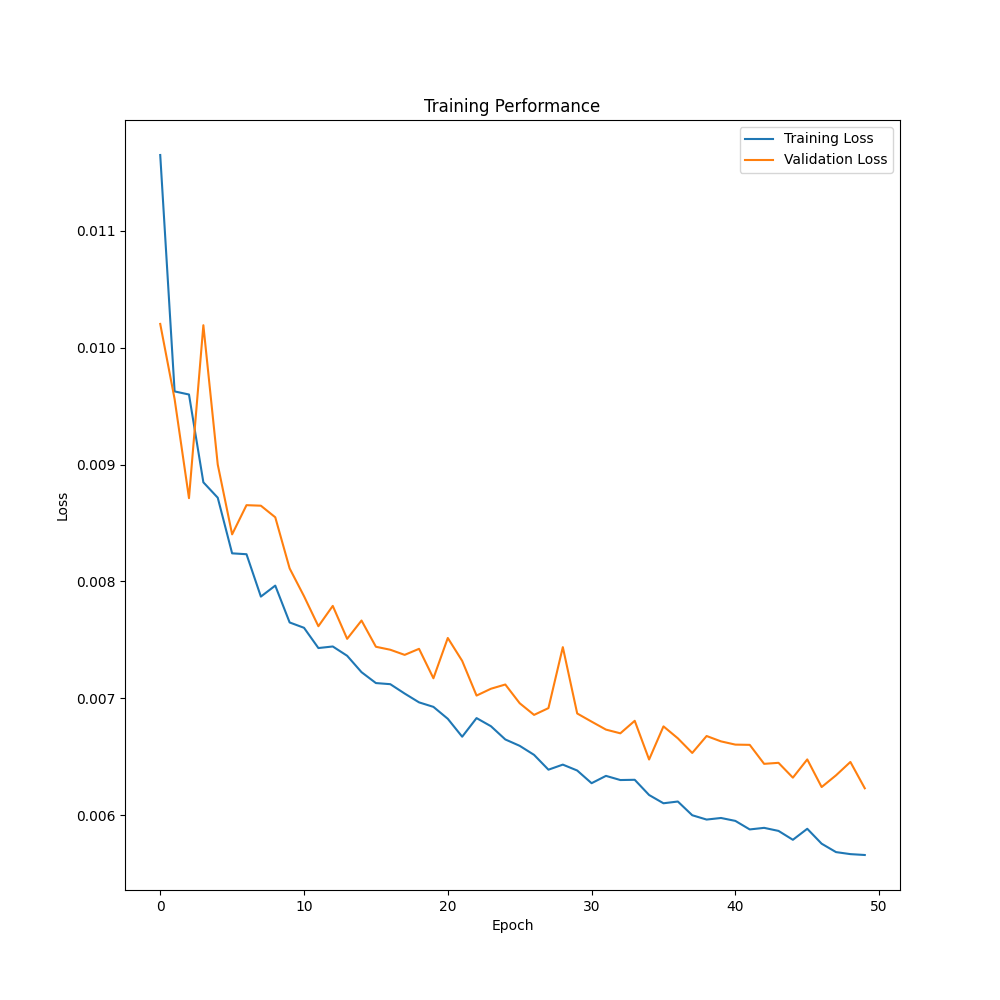 Training Performance
Training Loss
Validation Loss
0.011
0.010
0.009
0.008
0.007
0.006
Loss
0 10 20 30 40 50
Epoch